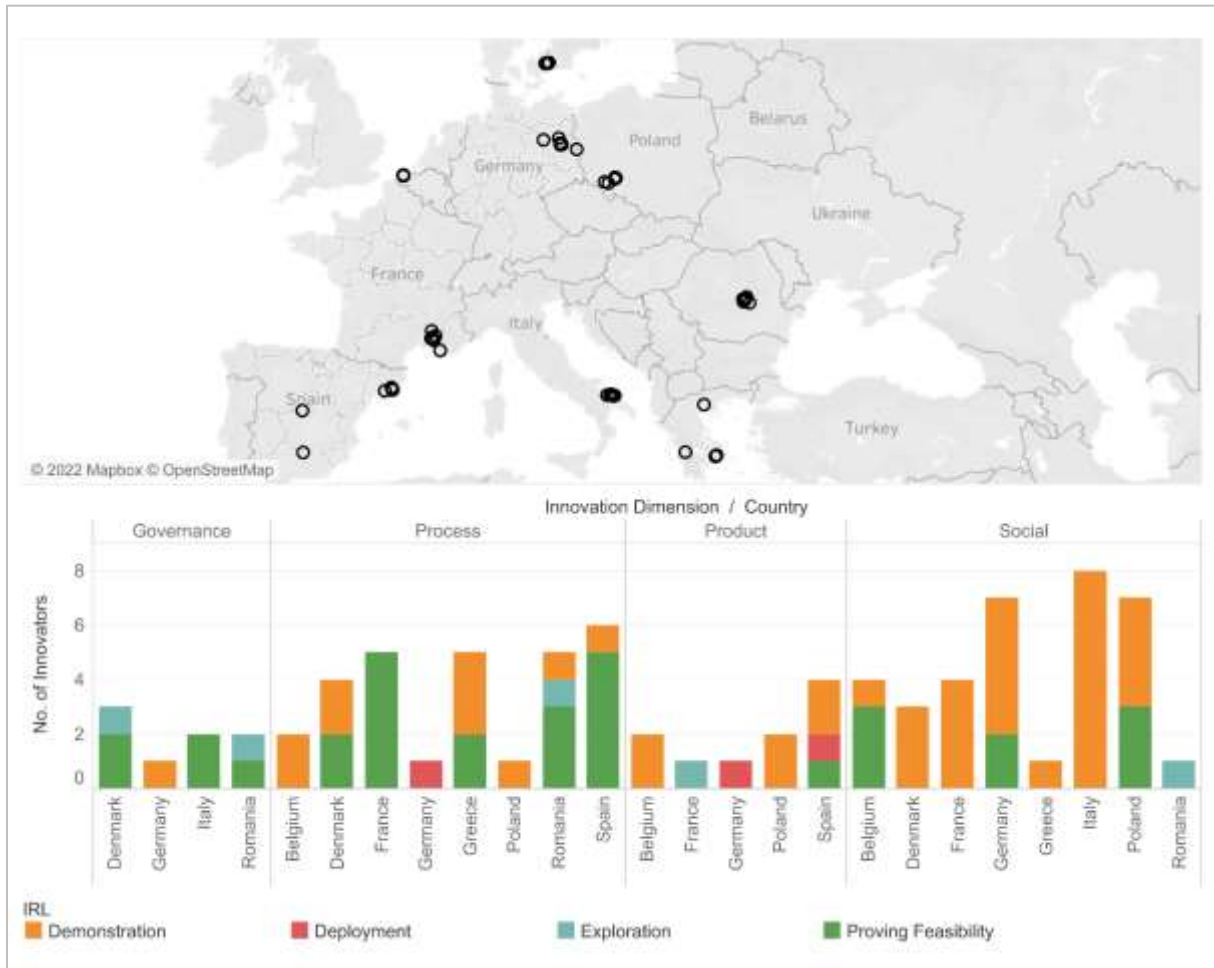 Belarus
Poland
Germany
Ukraine
France
Italy
Spain
Turkey
© 2022 Mapbox © OpenStreetMap
Innovation Dimension / Country
Governance Process Product Social
No. of Innovators
8
6
4
2
0
Denmark
Germany
Italy
Romania
Belgium
Denmark
France
Germany
Greece
Poland
Romania
Spain
Belgium
France
Germany
Poland
Spain
Belgium
Denmark
France
Germany
Greece
Italy
Poland
Romania
IRL
Demonstration Deployment Exploration Proving Feasibility